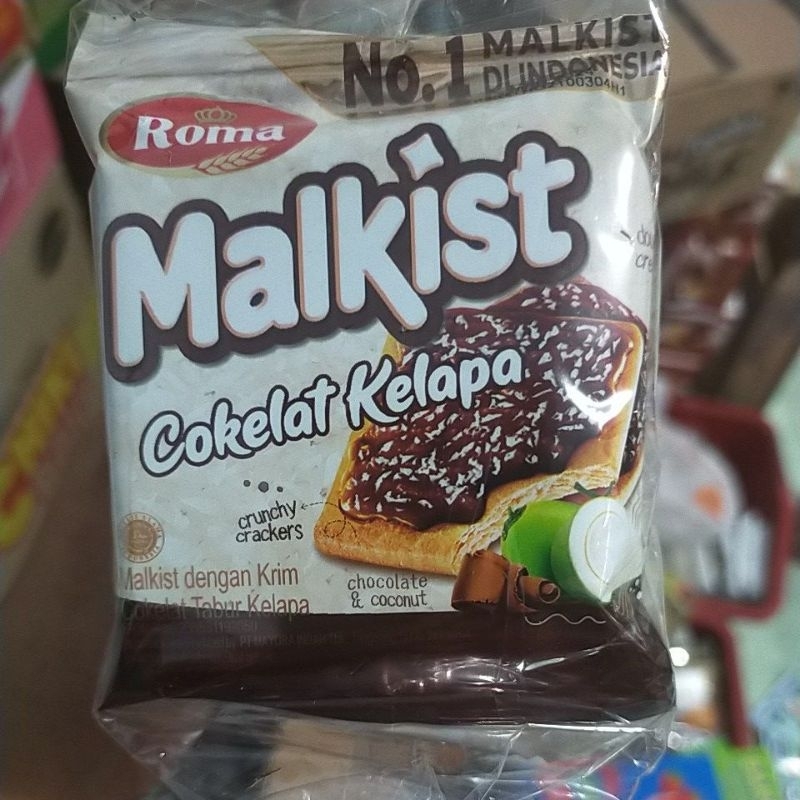 No.1 MALKIST
DI INDONESIA
Roma
Malkist
Cokelat Kelapa
crunchy
crackers
chocolate
& coconut
Malkist dengan Krim
Cokelat Tabur Kelapa